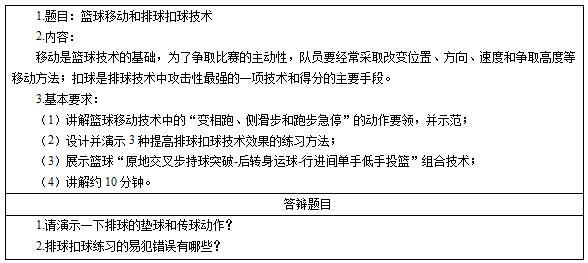 1.题目：篮球移动和排球扣球技术
2.内容：
移动是篮球技术的基础，为了争取比赛的主动性，队员要经常采取改变位置、方向、速度和争取高度等
移动方法；扣球是排球技术中攻击性最强的一项技术和得分的主要手段。
3.基本要求：
（1）讲解篮球移动技术中的“变相跑、侧滑步和跑步急停”的动作要领，并示范；
（2）设计并演示 3 种提高排球扣球技术效果的练习方法；
（3）展示篮球“原地交叉步持球突破-后转身运球-行进间单手低手投篮”组合技术；
（4）讲解约 10 分钟。
答辩题目
1.请演示一下排球的垫球和传球动作？
2.排球扣球练习的易犯错误有哪些？